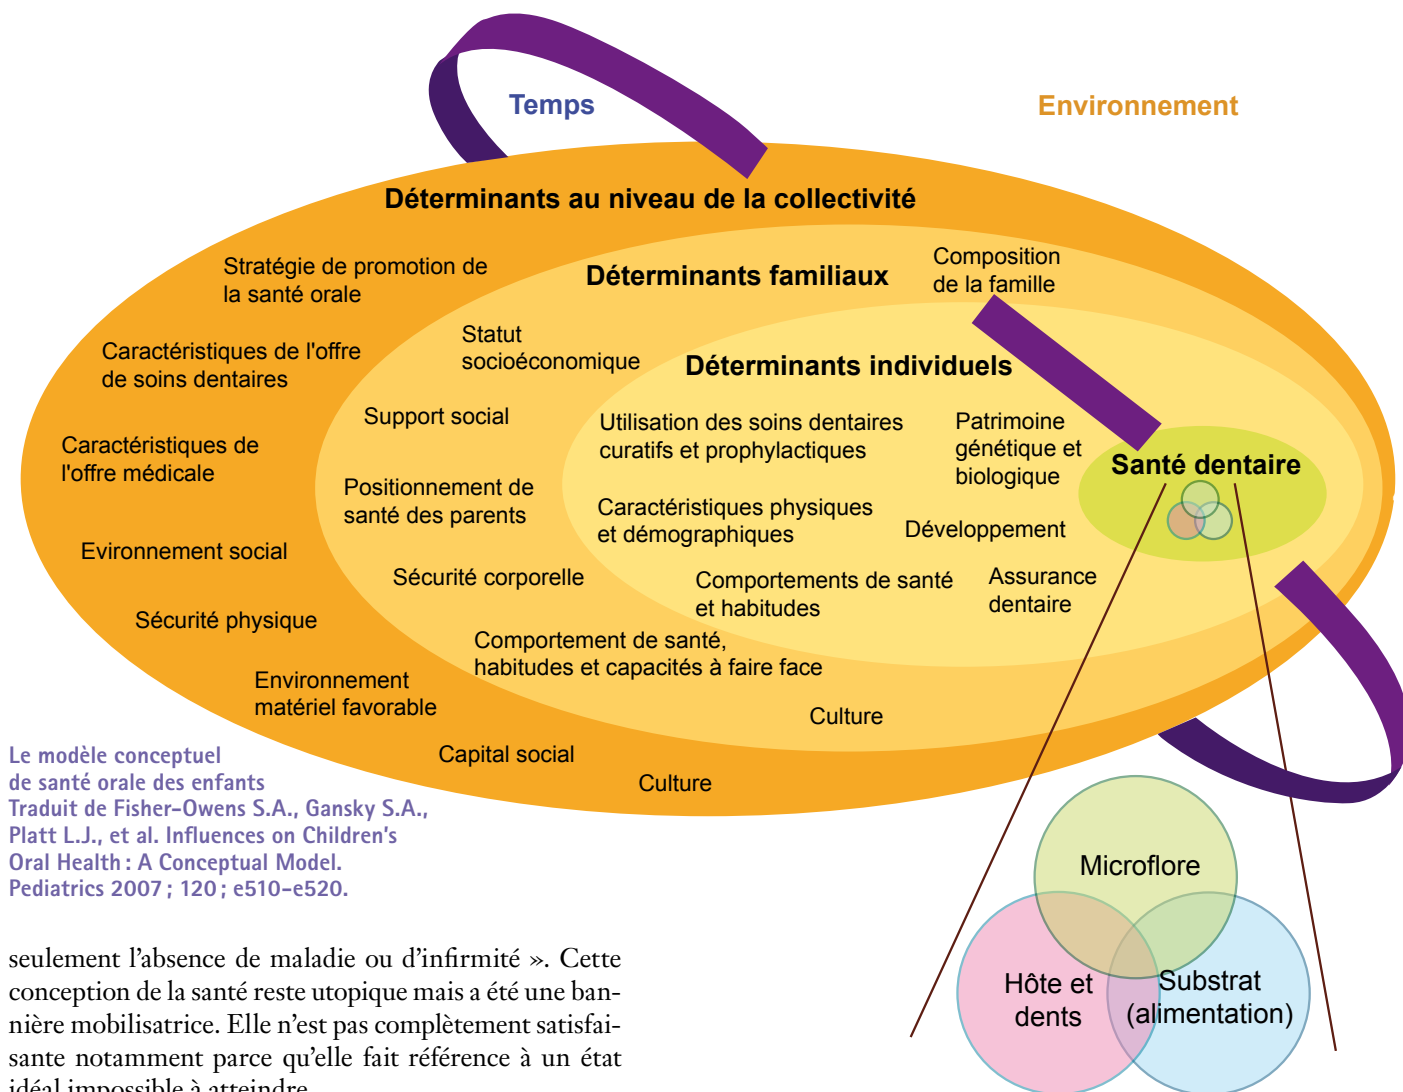 Temps
Environnement
Déterminants au niveau de la collectivité
Stratégie de promotion de
la santé orale
Caractéristiques de l'offre
de soins dentaires
Caractéristiques de
l'offre médicale
Evironnement social
Sécurité physique
Environnement
matériel favorable
Capital social
Culture
Déterminants familiaux
Composition
de la famille
Statut
socioéconomique
Support social
Positionnement de
santé des parents
Sécurité corporelle
Comportement de santé,
habitudes et capacités à faire face
Culture
Déterminants individuels
Utilisation des soins dentaires
curatifs et prophylactiques
Patrimoine
génétique et
biologique
Caractéristiques physiques
et démographiques
Développement
Comportements de santé
et habitudes
Assurance
dentaire
Santé dentaire
Microflore
Hôte et
dents
Substrat
(alimentation)
Le modèle conceptuel
de santé orale des enfants
Traduit de Fisher-Owens S.A., Gansky S.A.,
Platt L.J., et al. Influences on Children's
Oral Health : A Conceptual Model.
Pediatrics 2007 ; 120 ; e510-e520.
seulement l’absence de maladie ou d’infirmité ». Cette
conception de la santé reste utopique mais a été une ban-
nière mobilisatrice. Elle n’est pas complètement satisfai-
sante notamment parce qu’elle fait référence à un état
idéal impossible à atteindre